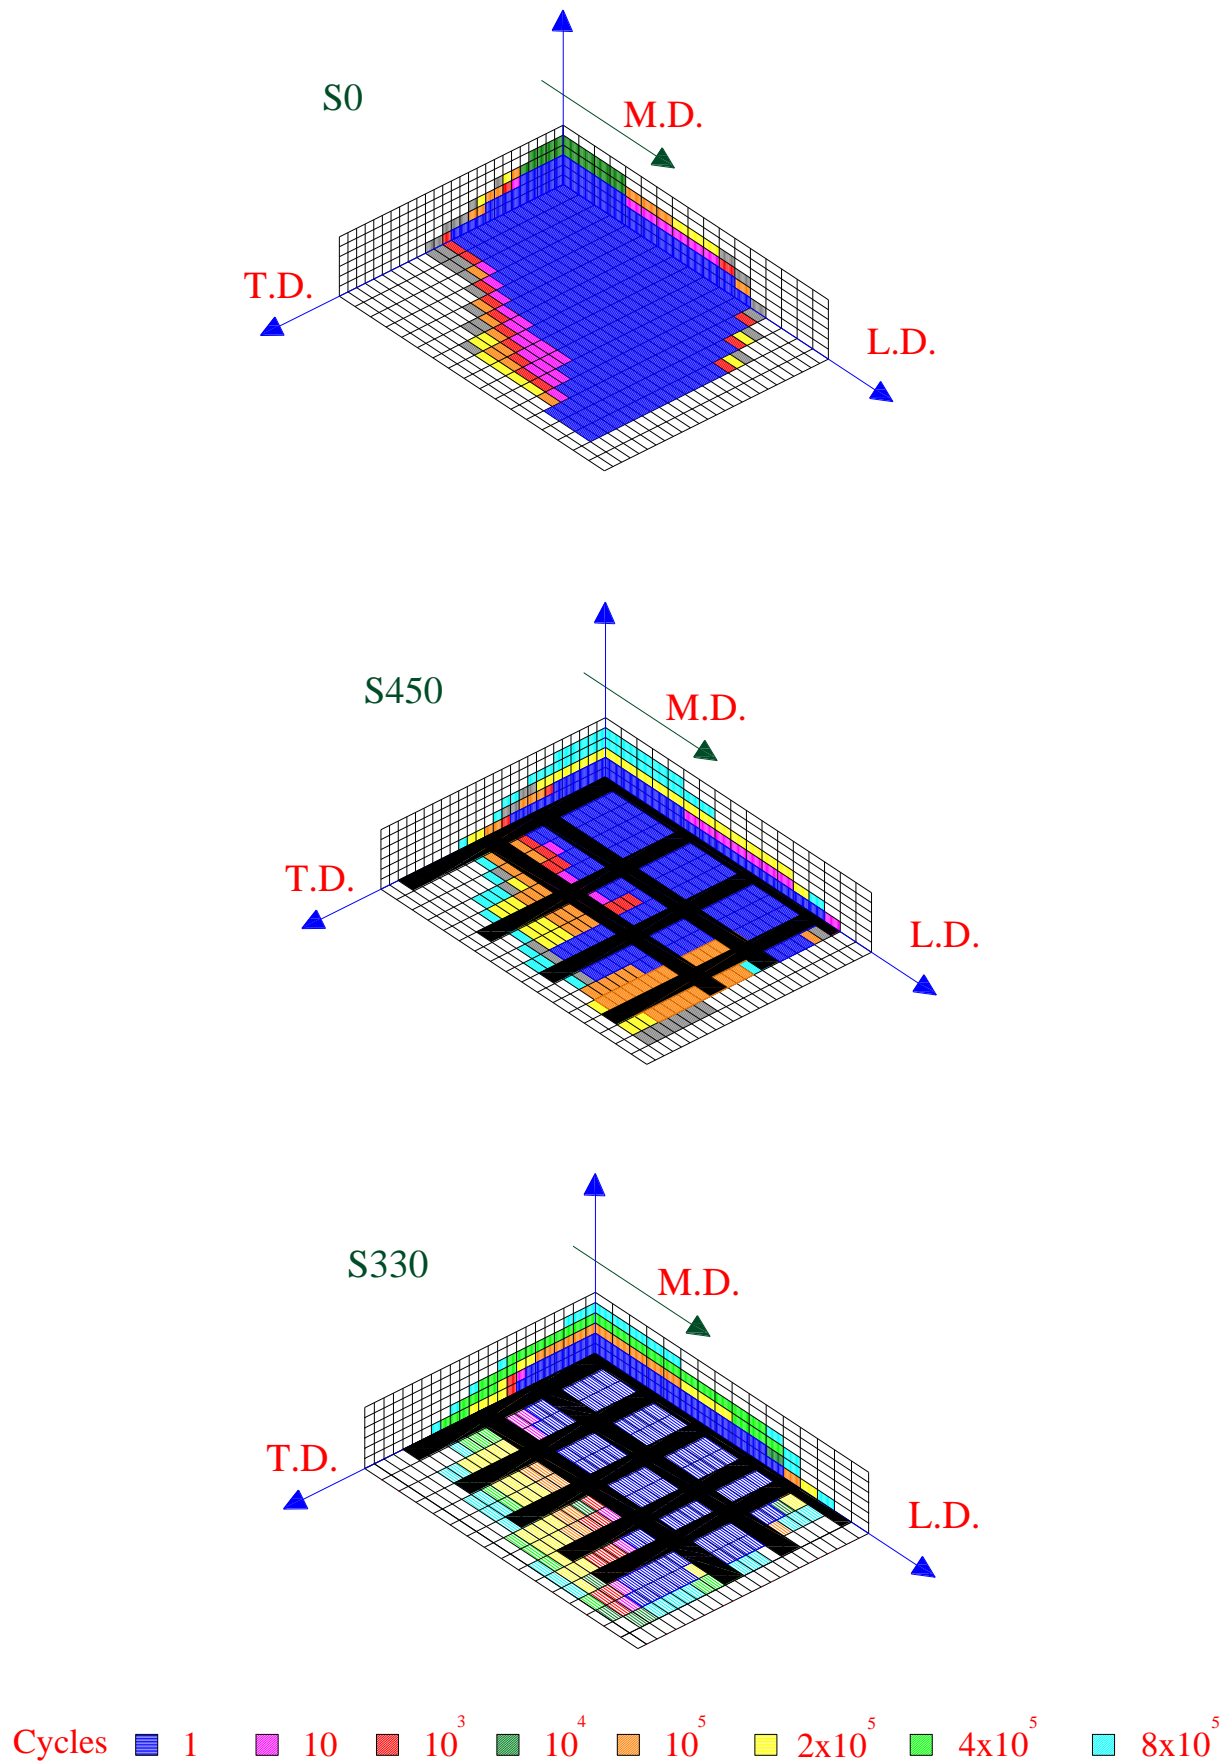 S0
M.D.
T.D.
L.D.
S450
M.D.
T.D.
L.D.
S330
M.D.
T.D.
L.D.
Cycles 1 10 10³ 10⁴ 10⁵ 2x10⁵ 4x10⁵ 8x10⁵